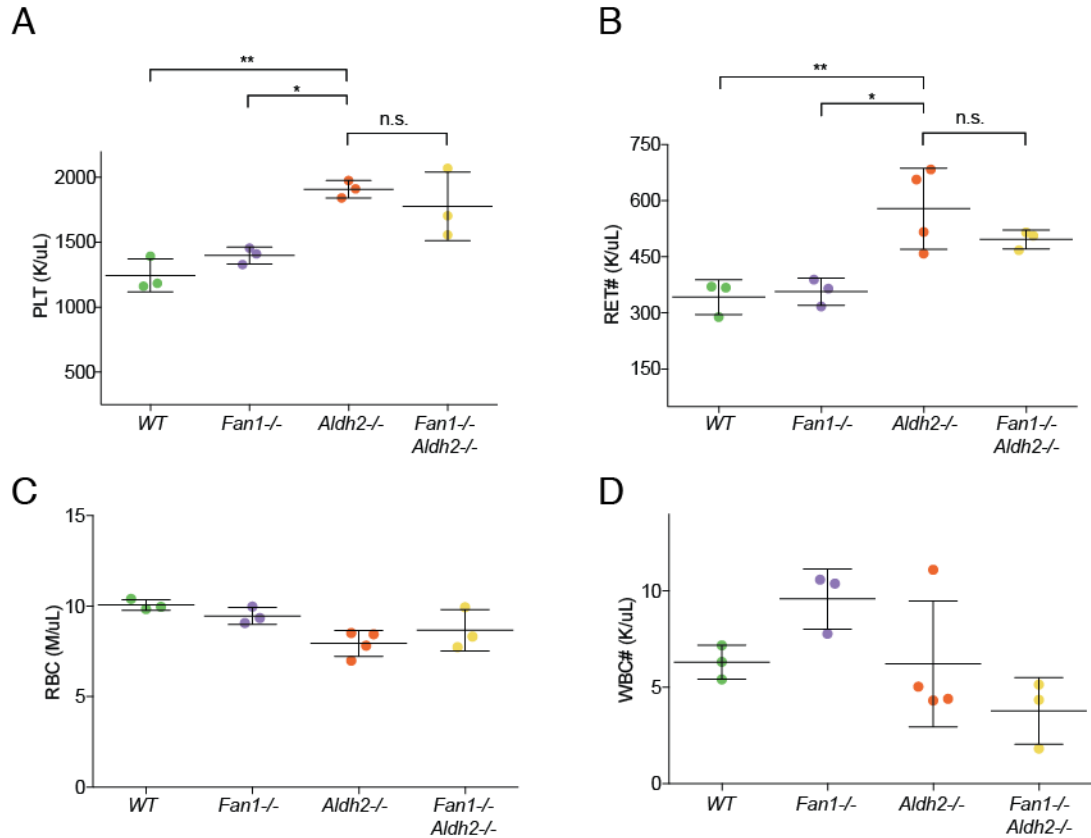 A
**
*
n.s.
PLT (K/uL)
2000
1500
1000
500
WT
Fan1-/-
Aldh2-/-
Fan1-/-
Aldh2-/-
B
**
*
n.s.
RET# (K/uL)
750
600
450
300
150
WT
Fan1-/-
Aldh2-/-
Fan1-/-
Aldh2-/-
C
RBC (M/uL)
15
10
5
0
WT
Fan1-/-
Aldh2-/-
Fan1-/-
Aldh2-/-
D
WBC# (K/uL)
10
5
0
WT
Fan1-/-
Aldh2-/-
Fan1-/-
Aldh2-/-